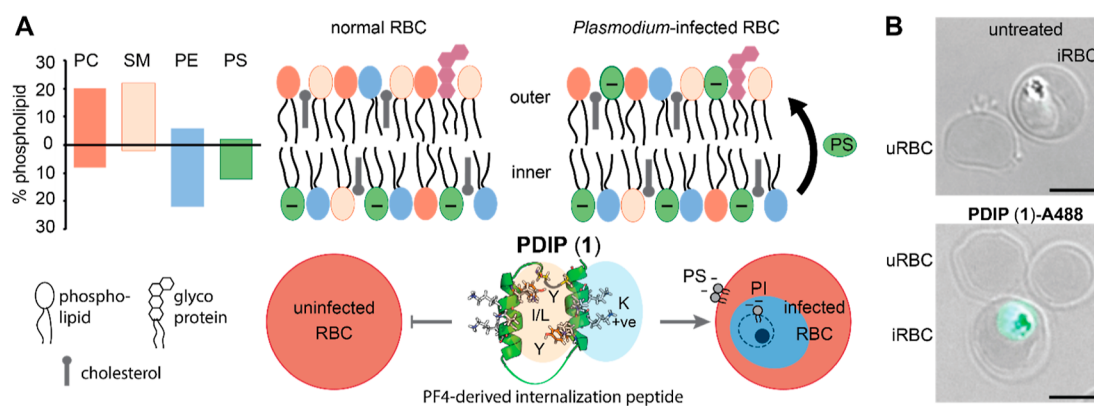 A
PC SM PE PS
% phospholipid
30
20
10
0
10
20
30
normal RBC
Plasmodium-infected RBC
outer
inner
PS
phospho-
lipid
glyco
protein
cholesterol
uninfected
RBC
PDIP (1)
Y
I/L
Y
K
+ve
PF4-derived internalization peptide
PS
PI
infected
RBC
B
untreated
iRBC
uRBC
PDIP (1)-A488
uRBC
iRBC